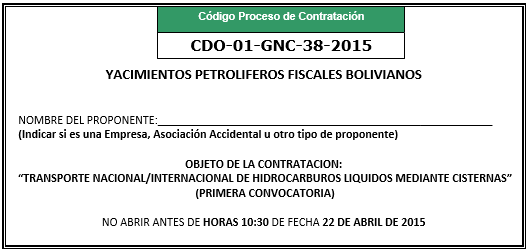 Código Proceso de Contratación
CDO-01-GNC-38-2015
YACIMIENTOS PETROLIFEROS FISCALES BOLIVIANOS
NOMBRE DEL PROPONENTE:____________________________________________________________
(Indicar si es una Empresa, Asociación Accidental u otro tipo de proponente)
OBJETO DE LA CONTRATACION:
“TRANSPORTE NACIONAL/INTERNACIONAL DE HIDROCARBUROS LIQUIDOS MEDIANTE CISTERNAS”
(PRIMERA CONVOCATORIA)
NO ABRIR ANTES DE HORAS 10:30 DE FECHA 22 DE ABRIL DE 2015